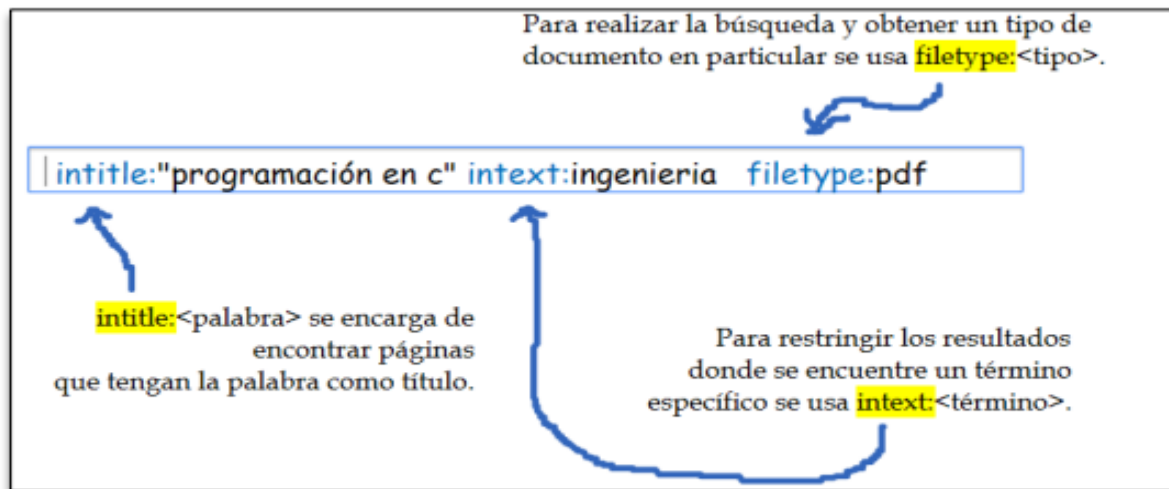 Para realizar la búsqueda y obtener un tipo de
documento en particular se usa filetype:<tipo>.
intitle:"programación en c" intext:ingenieria filetype:pdf
intitle:<palabra> se encarga de
encontrar páginas
que tengan la palabra como título.
Para restringir los resultados
donde se encuentre un término
específico se usa intext:<término>.